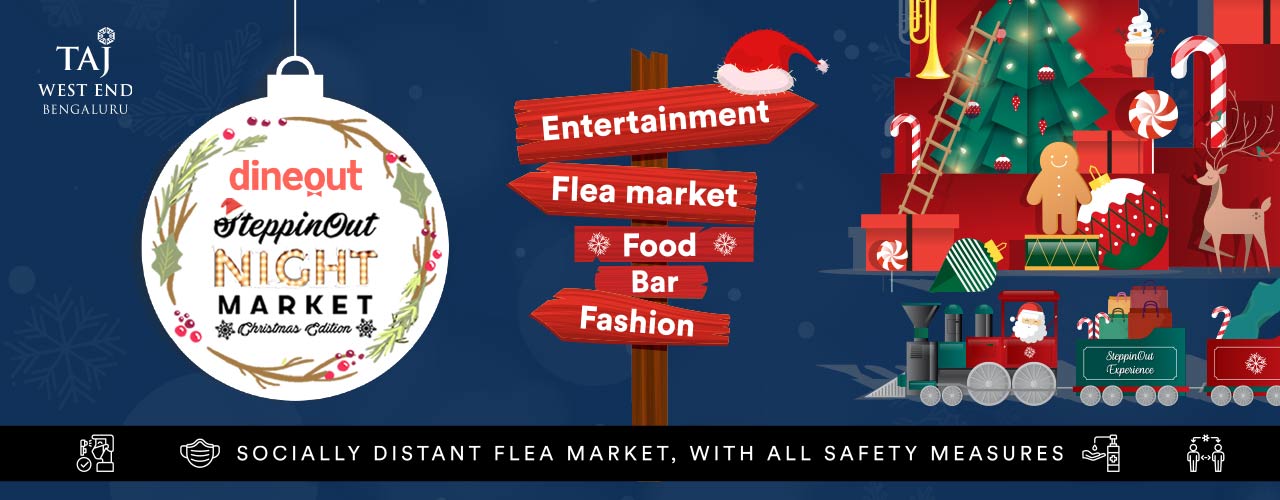 TAJ
WEST END
BENGALURU
dineout
SteppinOut
NIGHT
MARKET
Christmas Edition
Entertainment
Flea market
Food
Bar
Fashion
SteppinOut
Experience
SOCIALLY DISTANT FLEA MARKET, WITH ALL SAFETY MEASURES